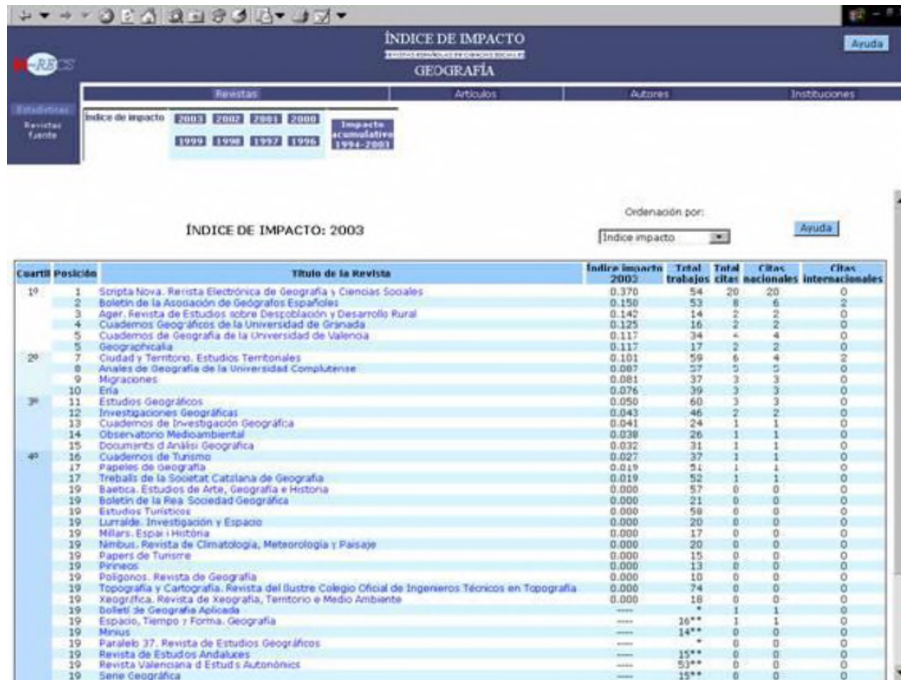 ÍNDICE DE IMPACTO
REVISTAS ESPAÑOLAS DE CIENCIAS SOCIALES
GEOGRAFÍA
Ayuda
IN-RECS
Revistas Artículos Autores Instituciones
Estadísticas
Revistas fuente
Índice de impacto 2003 2002 2001 2000
1999 1998 1997 1996
Impacto acumulativo 1994-2003
Ordenación por:
ÍNDICE DE IMPACTO: 2003
Índice impacto
Ayuda
Cuartil Posición Título de la Revista Índice impacto 2003 Total trabajos Total citas Citas nacionales Citas internacionales
1º 1 Scripta Nova. Revista Electrónica de Geografía y Ciencias Sociales 0.370 54 20 20 0
2 Boletín de la Asociación de Geógrafos Españoles 0.150 53 8 6 2
3 Ager. Revista de Estudios sobre Despoblación y Desarrollo Rural 0.142 14 2 2 0
4 Cuadernos Geográficos de la Universidad de Granada 0.125 16 2 2 0
5 Cuadernos de Geografía de la Universidad de Valencia 0.117 34 4 0
5 Geographicalia 0.117 17 2 2 0
2º 7 Ciudad y Territorio. Estudios Territoriales 0.101 59 6 4 2
8 Anales de Geografía de la Universidad Complutense 0.087 57 5 5 0
9 Migraciones 0.081 37 3 3 0
10 Ería 0.076 39 3 3 0
3º 11 Estudios Geográficos 0.050 60 3 3 0
12 Investigaciones Geográficas 0.043 46 2 2 0
13 Cuadernos de Investigación Geográfica 0.041 24 1 1 0
14 Observatorio Medioambiental 0.038 26 1 1 0
15 Documents d'Anàlisi Geogràfica 0.032 31 1 1 0
4º 16 Cuadernos de Turismo 0.027 37 1 1 0
17 Papeles de Geografía 0.019 51 1 1 0
17 Treballs de la Societat Catalana de Geografia 0.019 52 1 1 0
19 Baetica. Estudios de Arte, Geografía e Historia 0.000 57 0 0 0
19 Boletín de la Real Sociedad Geográfica 0.000 21 0 0 0
19 Estudios Turísticos 0.000 58 0 0 0
19 Lurralde. Investigación y Espacio 0.000 20 0 0 0
19 Millars. Espai i Història 0.000 17 0 0 0
19 Nimbus. Revista de Climatología, Meteorología y Paisaje 0.000 20 0 0 0
19 Papers de Turisme 0.000 15 0 0 0
19 Pirineos 0.000 13 0 0 0
19 Polígonos. Revista de Geografía 0.000 10 0 0 0
19 Topografía y Cartografía. Revista del Ilustre Colegio Oficial de Ingenieros Técnicos en Topografía 0.000 74 0 0 0
19 Xeográfica. Revista de Xeografía, Territorio e Medio Ambiente 0.000 18 0 0 0
19 Bolletí de Geografia Aplicada ---- * 1 1 0
19 Espacio, Tiempo y Forma. Geografía ---- 16** 1 1 0
19 Minius ---- 14** 0 0 0
19 Paralelo 37. Revista de Estudios Geográficos ---- * 0 0 0
19 Revista de Estudios Andaluces ---- 15** 0 0 0
19 Revista Valenciana d'Estudis Autonòmics ---- 53** 0 0 0
19 Serie Geográfica ---- 15** 0 0 0